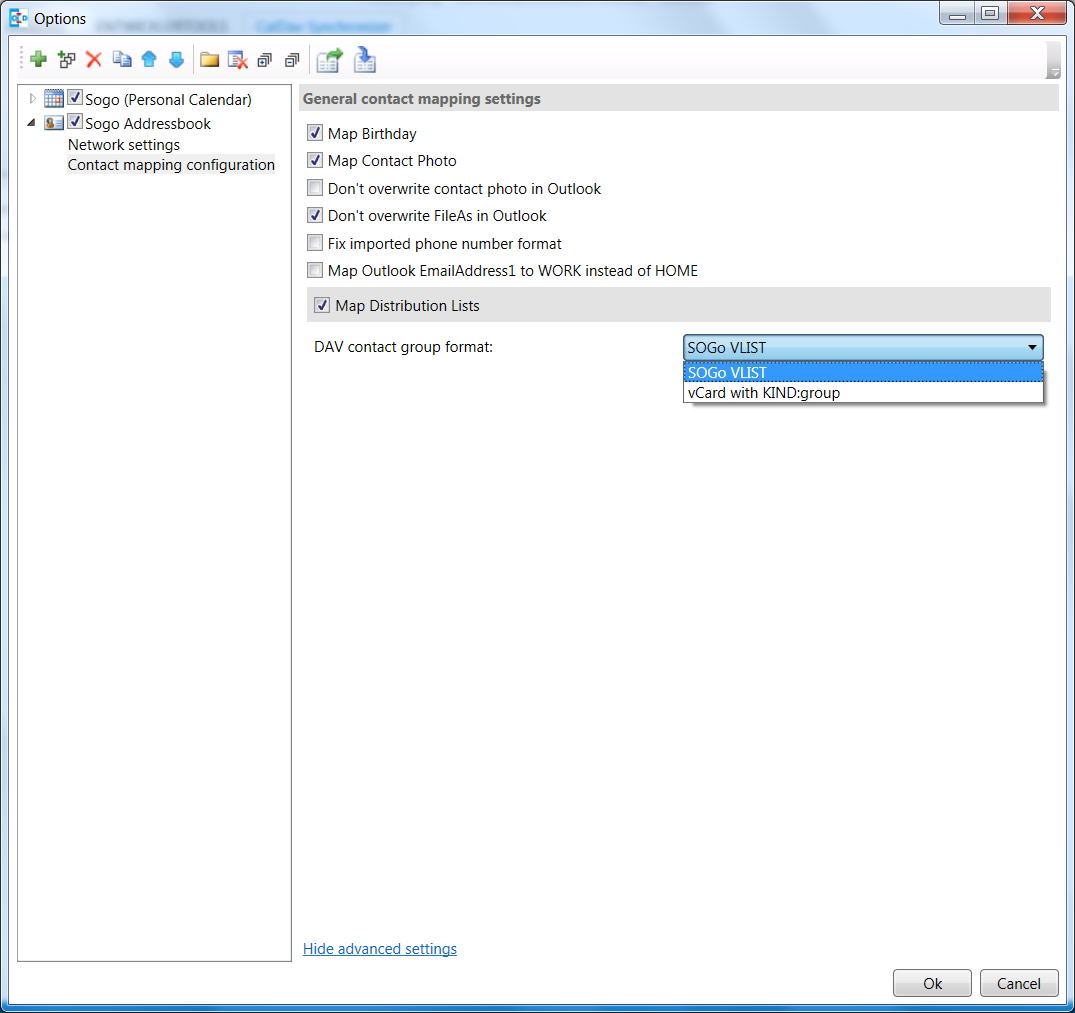 Options
CalDav Synchronizer
Sogo (Personal Calendar)
Sogo Addressbook
Network settings
Contact mapping configuration
General contact mapping settings
Map Birthday
Map Contact Photo
Don't overwrite contact photo in Outlook
Don't overwrite FileAs in Outlook
Fix imported phone number format
Map Outlook EmailAddress1 to WORK instead of HOME
Map Distribution Lists
DAV contact group format:
SOGo VLIST
SOGo VLIST
vCard with KIND:group
Hide advanced settings
Ok
Cancel